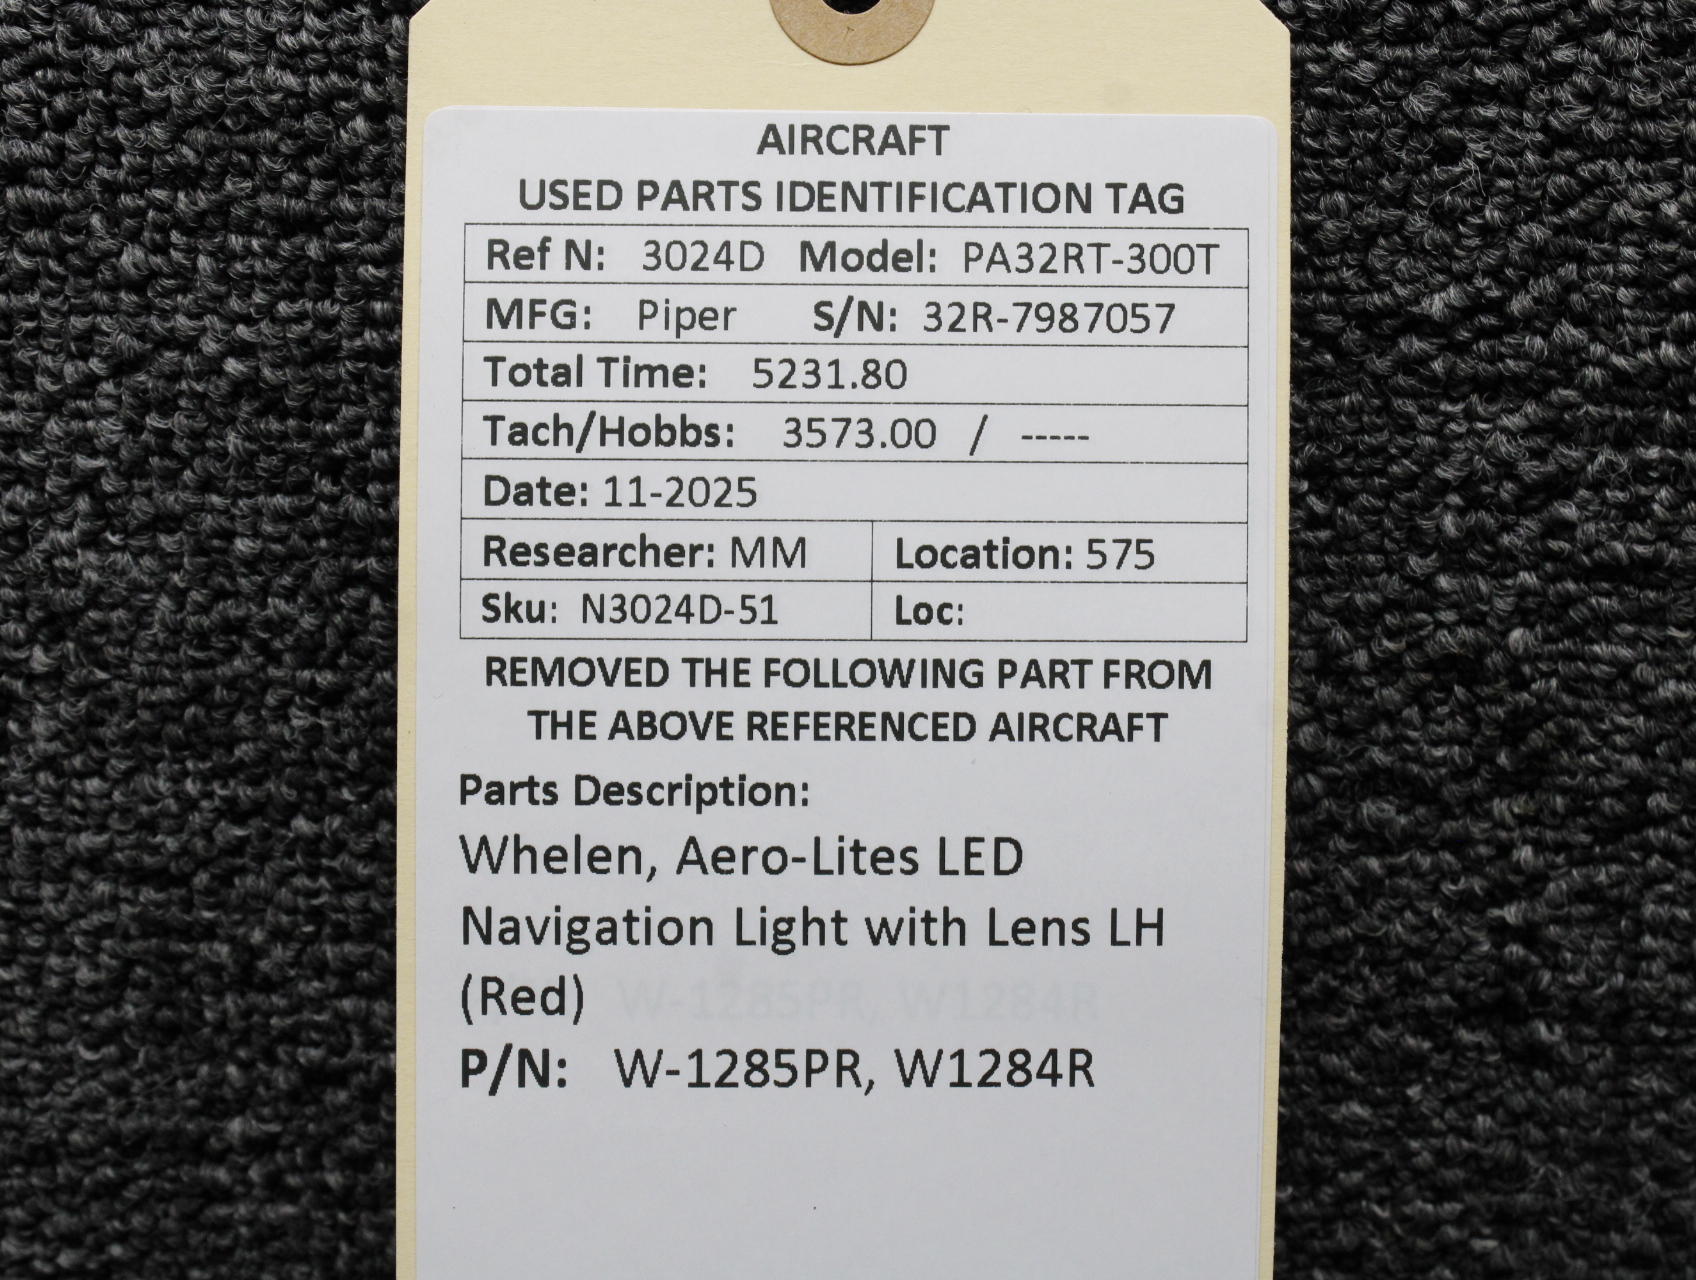 AIRCRAFT
USED PARTS IDENTIFICATION TAG
Ref N: 3024D Model: PA32RT-300T
MFG: Piper S/N: 32R-7987057
Total Time: 5231.80
Tach/Hobbs: 3573.00 / -----
Date: 11-2025
Researcher: MM Location: 575
Sku: N3024D-51 Loc:
REMOVED THE FOLLOWING PART FROM
THE ABOVE REFERENCED AIRCRAFT
Parts Description:
Whelen, Aero-Lites LED
Navigation Light with Lens LH
(Red) W-1285PR, W1284R
P/N: W-1285PR, W1284R